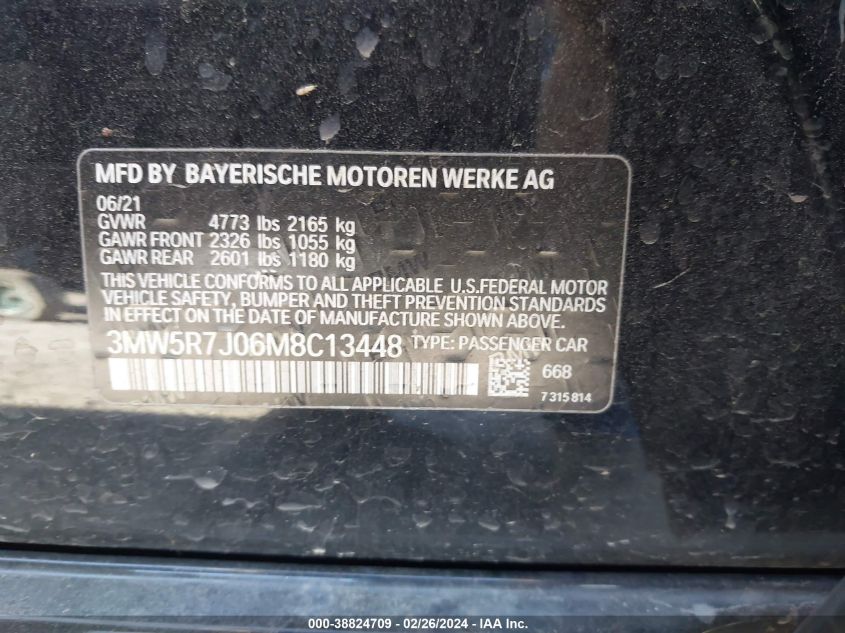 MFD BY BAYERISCHE MOTOREN WERKE AG
06/21
GVWR 4773 lbs 2165 kg
GAWR FRONT 2326 lbs 1055 kg
GAWR REAR 2601 lbs 1180 kg
THIS VEHICLE CONFORMS TO ALL APPLICABLE U.S.FEDERAL MOTOR
VEHICLE SAFETY, BUMPER AND THEFT PREVENTION STANDARDS
IN EFFECT ON THE DATE OF MANUFACTURE SHOWN ABOVE.
3MW5R7J06M8C13448 TYPE: PASSENGER CAR
668
7 315 814
000-38824709 - 02/26/2024 - IAA Inc.